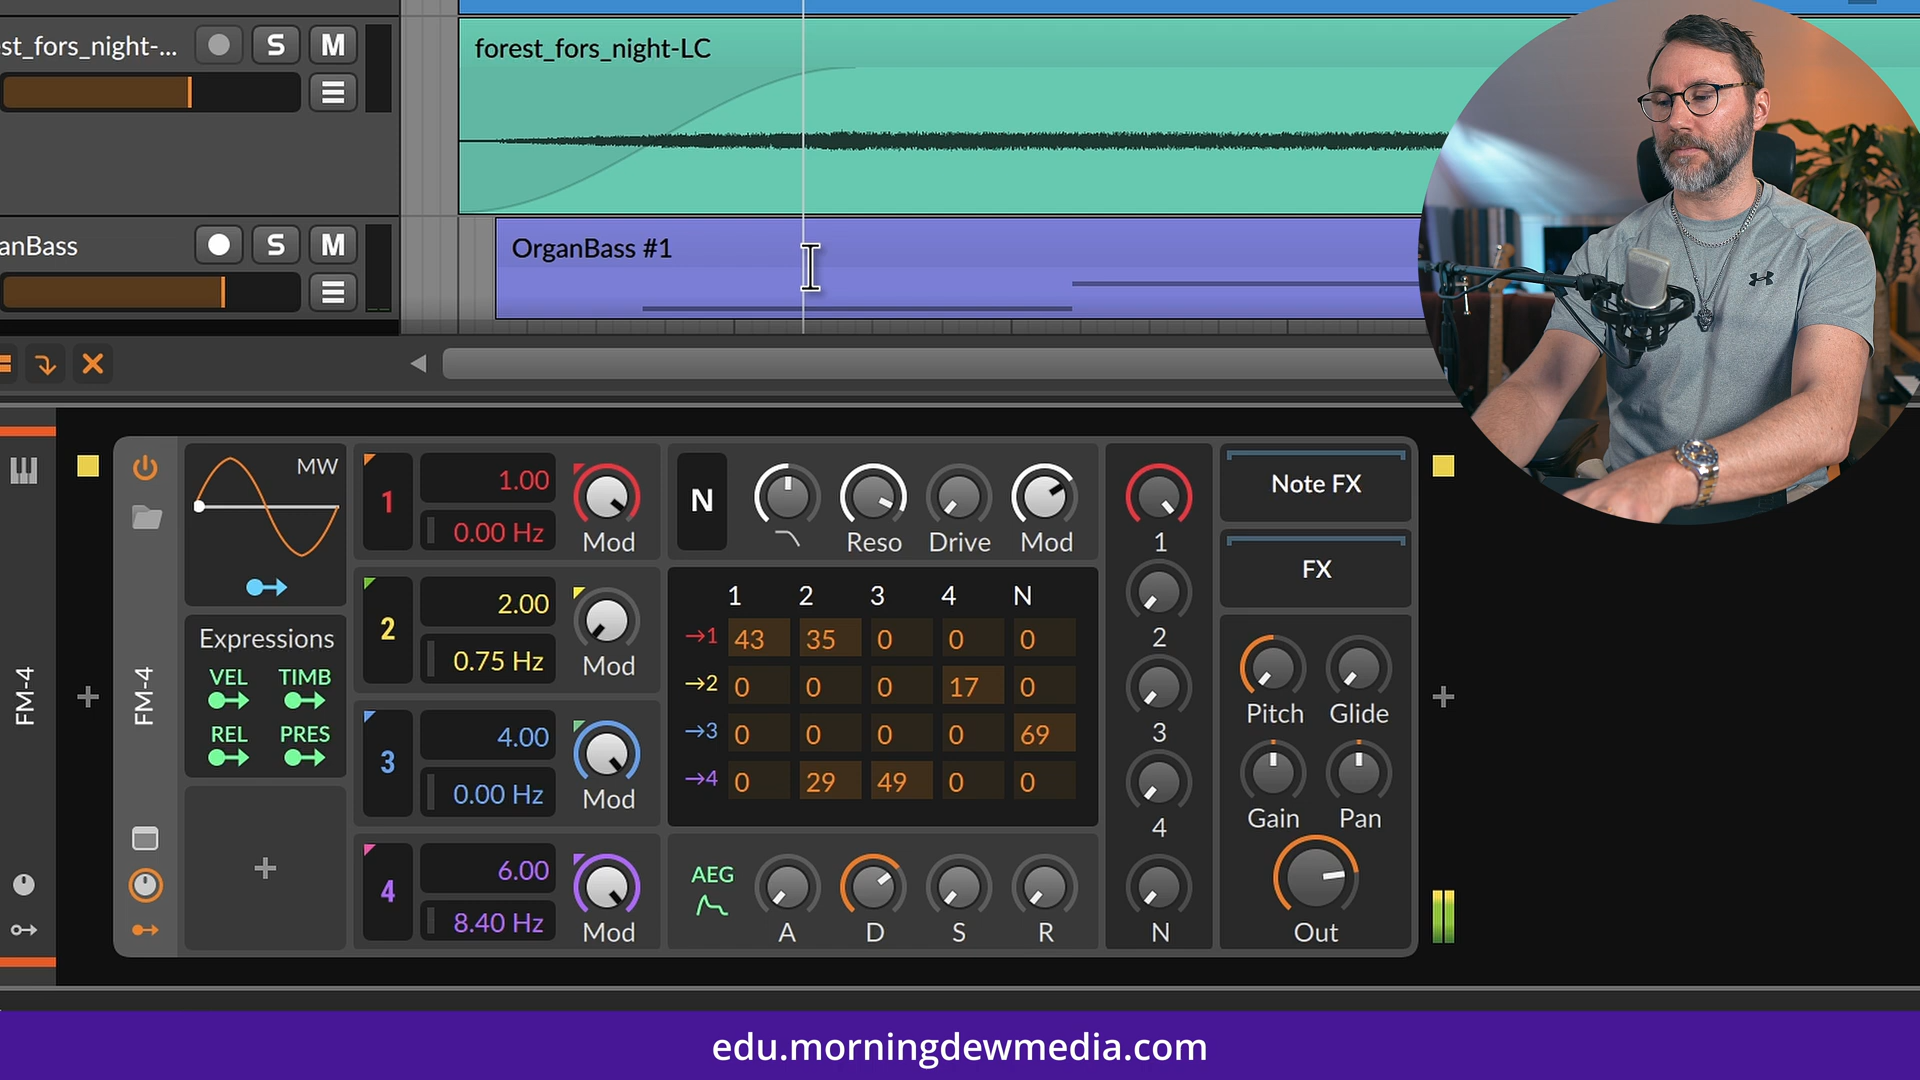 st_fors_night-...
S
M
forest_fors_night-LC
anBass
S
M
OrganBass #1
FM-4
FM-4
MW
Expressions
VEL TIMB
REL PRES
1
1.00
0.00 Hz
Mod
2
2.00
0.75 Hz
Mod
3
4.00
0.00 Hz
Mod
4
6.00
8.40 Hz
Mod
N
Reso Drive Mod
1 2 3 4 N
→1 43 35 0 0 0
→2 0 0 0 17 0
→3 0 0 0 0 69
→4 0 29 49 0 0
AEG
A D S R
1
2
3
4
N
Note FX
FX
Pitch Glide
Gain Pan
Out
edu.morningdewmedia.com